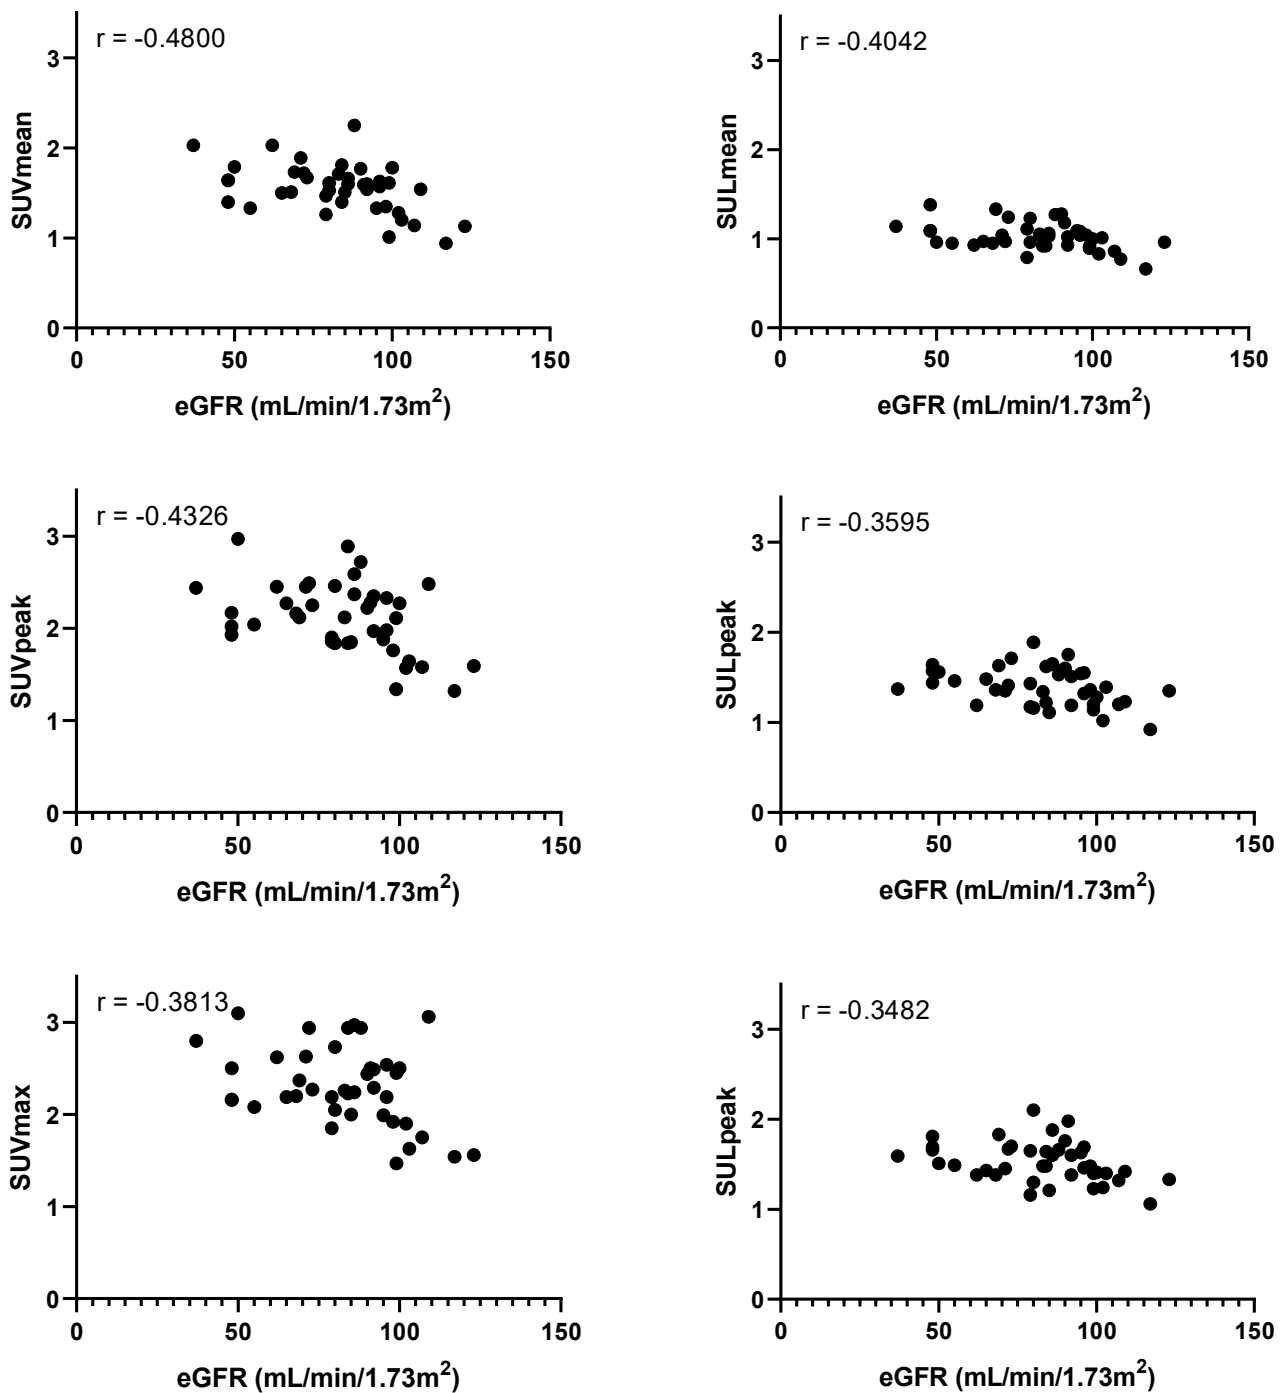 r = -0.4800
SUVmean
3
2
1
0
0 50 100 150
eGFR (mL/min/1.73m²)
r = -0.4042
SULmean
3
2
1
0
0 50 100 150
eGFR (mL/min/1.73m²)
r = -0.4326
SUVpeak
3
2
1
0
0 50 100 150
eGFR (mL/min/1.73m²)
r = -0.3595
SULpeak
3
2
1
0
0 50 100 150
eGFR (mL/min/1.73m²)
r = -0.3813
SUVmax
3
2
1
0
0 50 100 150
eGFR (mL/min/1.73m²)
r = -0.3482
SULpeak
3
2
1
0
0 50 100 150
eGFR (mL/min/1.73m²)